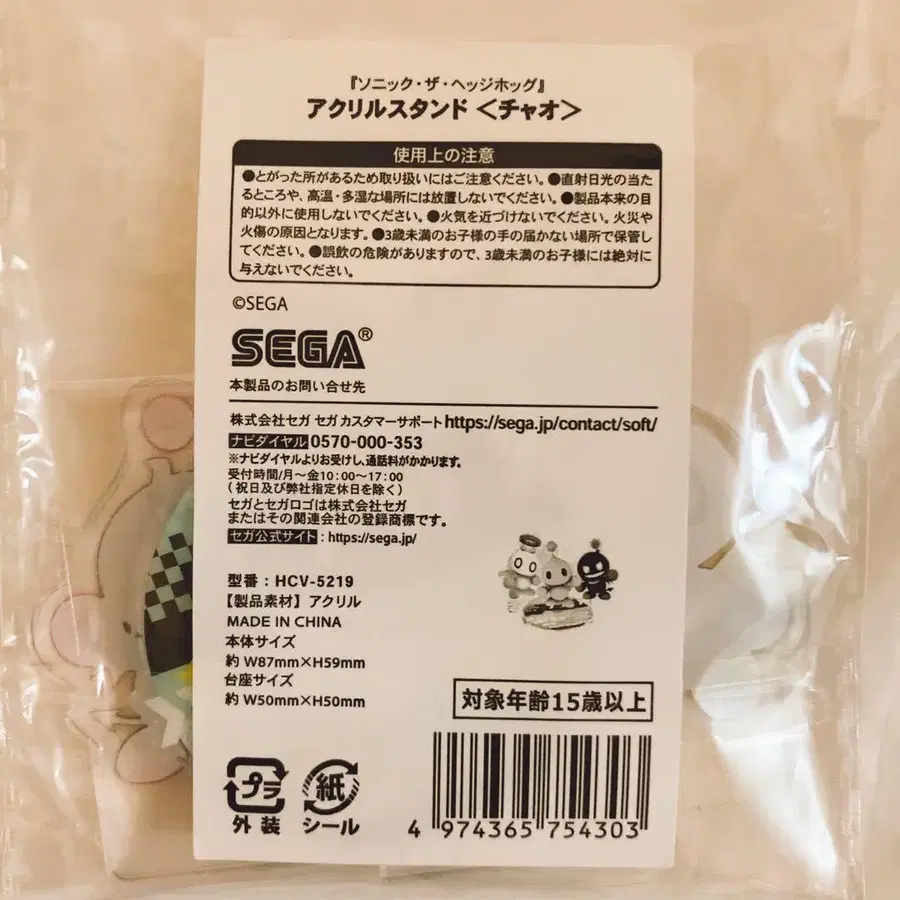 『ソニック・ザ・ヘッジホッグ』
アクリルスタンド <チャオ>
使用上の注意
●とがった所があるため取り扱いにはご注意ください。●直射日光の当た
るところや、高温・多湿な場所には放置しないでください。●製品本来の目
的以外に使用しないでください。●火気を近づけないでください。火災や
火傷の原因となります。●3歳未満のお子様の手の届かない場所で保管し
てください。●誤飲の危険がありますので、3歳未満のお子様には絶対に
与えないでください。
©SEGA
SEGA®
本製品のお問い合せ先
株式会社セガ セガ カスタマーサポート https://sega.jp/contact/soft/
ナビダイヤル 0570-000-353
※ナビダイヤルよりお受けし、通話料がかかります。
受付時間/月～金10:00～17:00
(祝日及び弊社指定休日を除く)
セガとセガロゴは株式会社セガ
またはその関連会社の登録商標です。
セガ公式サイト : https://sega.jp/
型番：HCV-5219
【製品素材】アクリル
MADE IN CHINA
本体サイズ
約 W87mm×H59mm
台座サイズ
約 W50mm×H50mm
対象年齢15歳以上
プラ 紙
外装 シール
4 974365 754303